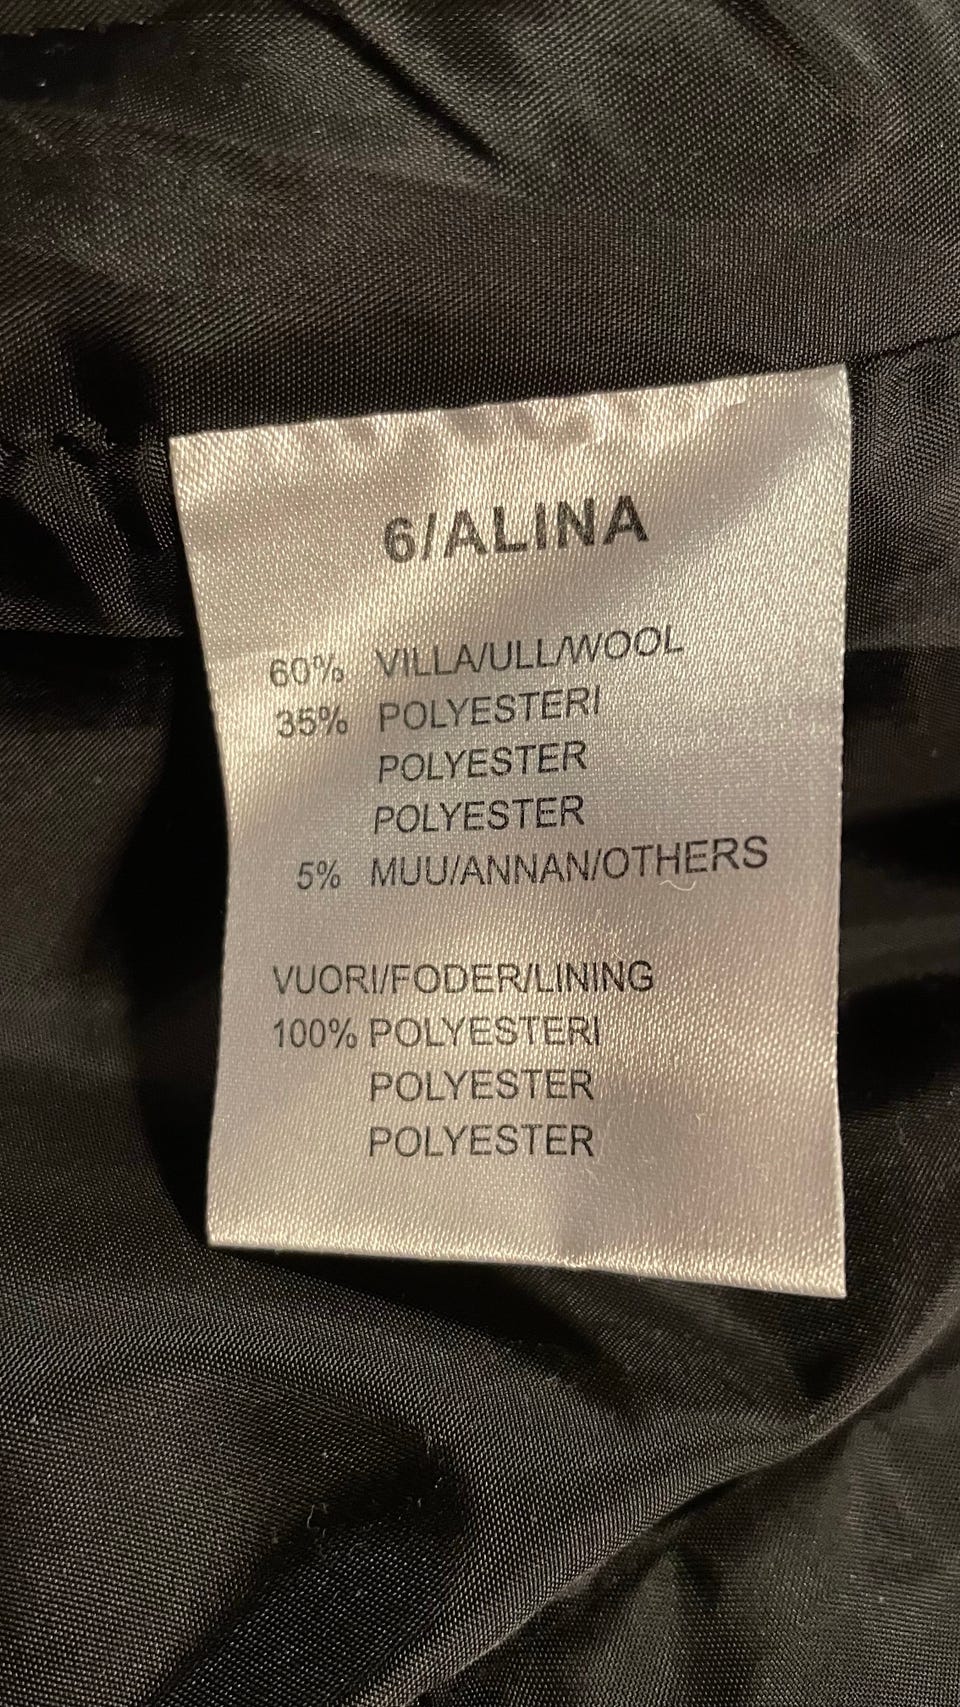 6/ALINA
60% VILLA/ULL/WOOL
35% POLYESTERI
POLYESTER
POLYESTER
5% MUU/ANNAN/OTHERS
VUORI/FODER/LINING
100% POLYESTERI
POLYESTER
POLYESTER